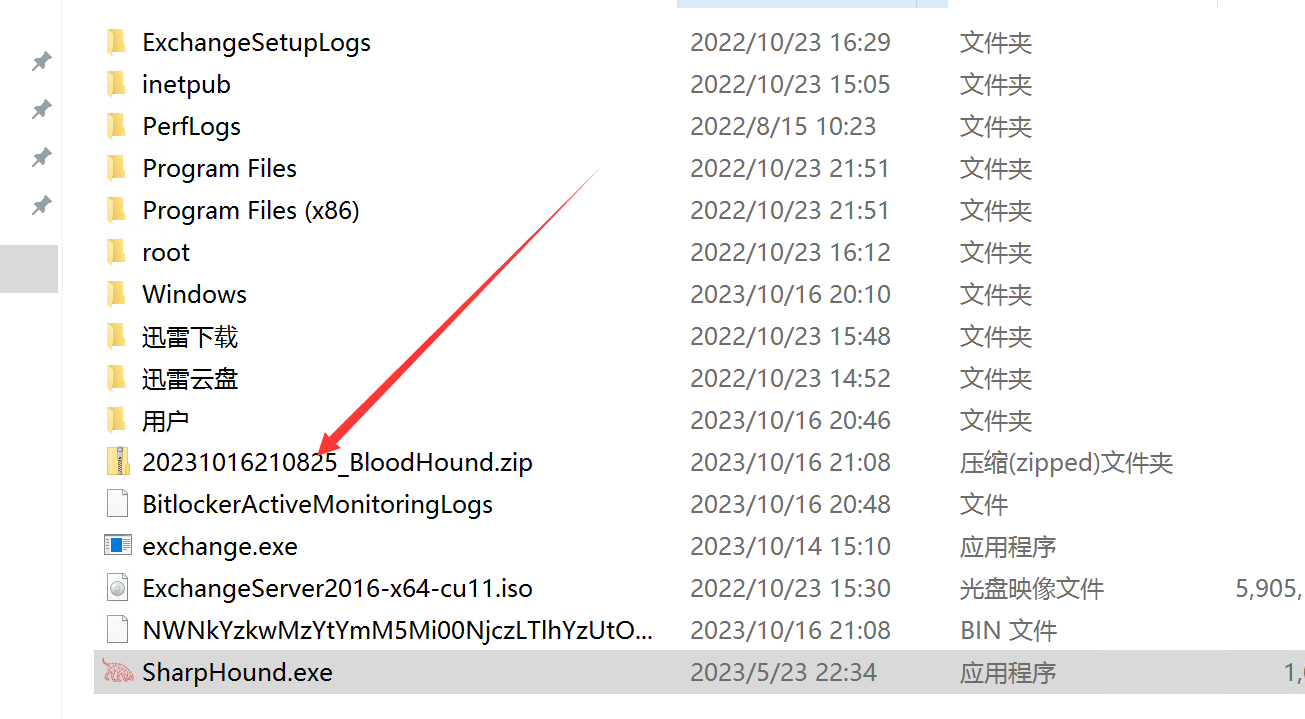 ExchangeSetupLogs 2022/10/23 16:29 文件夹
inetpub 2022/10/23 15:05 文件夹
PerfLogs 2022/8/15 10:23 文件夹
Program Files 2022/10/23 21:51 文件夹
Program Files (x86) 2022/10/23 21:51 文件夹
root 2022/10/23 16:12 文件夹
Windows 2023/10/16 20:10 文件夹
迅雷下载 2022/10/23 15:48 文件夹
迅雷云盘 2022/10/23 14:52 文件夹
用户 2023/10/16 20:46 文件夹
20231016210825_BloodHound.zip 2023/10/16 21:08 压缩(zipped)文件夹
BitlockerActiveMonitoringLogs 2023/10/16 20:48 文件
exchange.exe 2023/10/14 15:10 应用程序
ExchangeServer2016-x64-cu11.iso 2022/10/23 15:30 光盘映像文件 5,905,
NWNkYzkwMzYtYmM5Mi00NjczLTlhYzUtO... 2023/10/16 21:08 BIN 文件
SharpHound.exe 2023/5/23 22:34 应用程序 1,